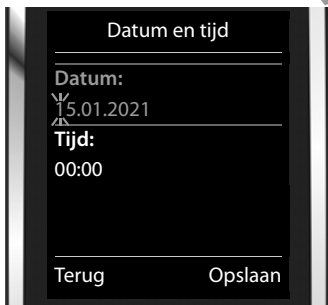 Datum en tijd
Datum:
15.01.2021
Tijd:
00:00
Terug Opslaan